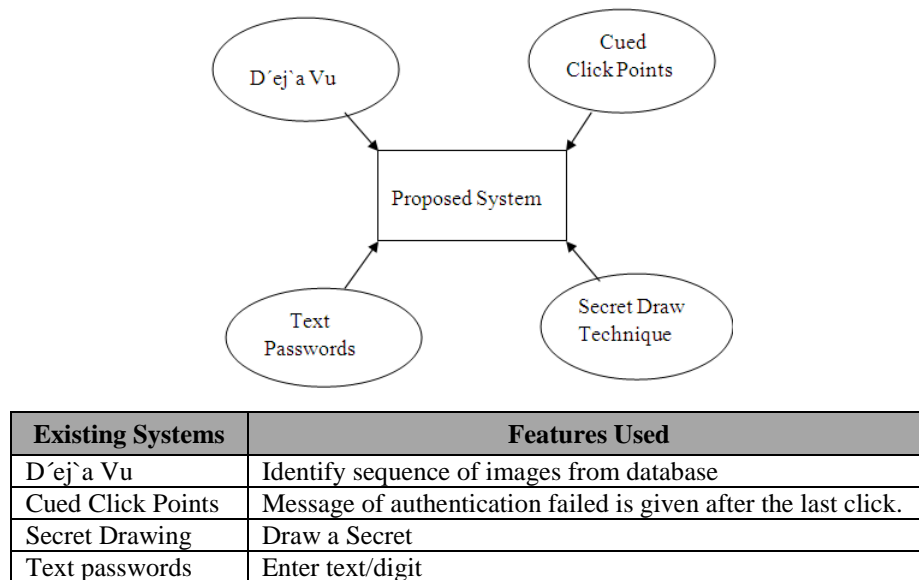 D´ej`a Vu
Cued
Click Points
Proposed System
Text
Passwords
Secret Draw
Technique
Existing Systems Features Used
D´ej`a Vu Identify sequence of images from database
Cued Click Points Message of authentication failed is given after the last click.
Secret Drawing Draw a Secret
Text passwords Enter text/digit